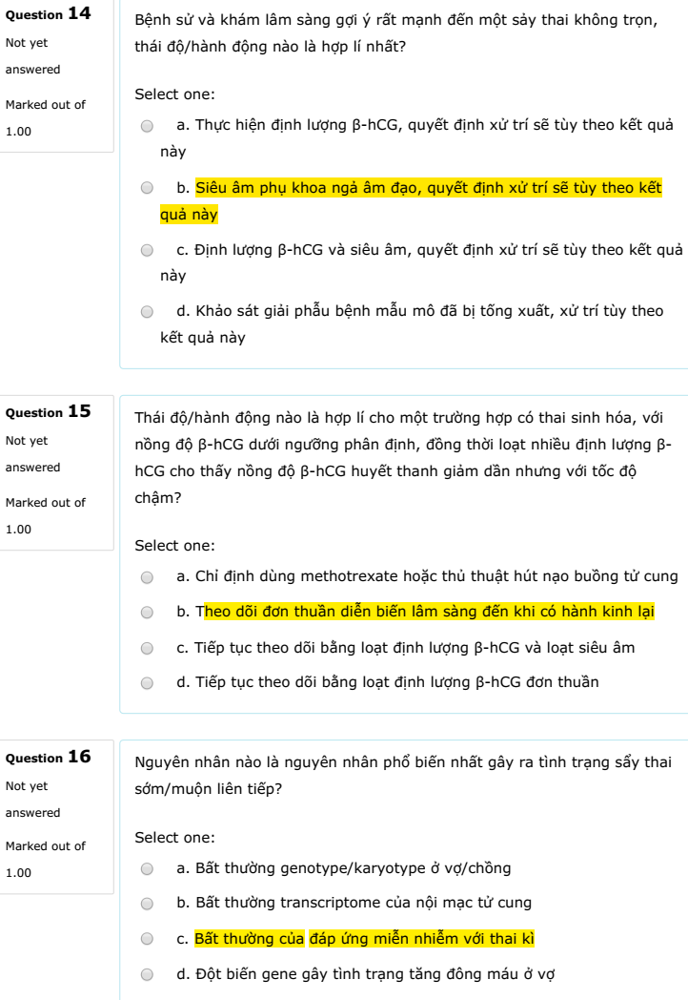 Question 14
Not yet
answered
Marked out of
1.00
Bệnh sử và khám lâm sàng gợi ý rất mạnh đến một sảy thai không trọn,
thái độ/hành động nào là hợp lí nhất?
Select one:
a. Thực hiện định lượng β-hCG, quyết định xử trí sẽ tùy theo kết quả
này
b. Siêu âm phụ khoa ngả âm đạo, quyết định xử trí sẽ tùy theo kết
quả này
c. Định lượng β-hCG và siêu âm, quyết định xử trí sẽ tùy theo kết quả
này
d. Khảo sát giải phẫu bệnh mẫu mô đã bị tống xuất, xử trí tùy theo
kết quả này
Question 15
Not yet
answered
Marked out of
1.00
Thái độ/hành động nào là hợp lí cho một trường hợp có thai sinh hóa, với
nồng độ β-hCG dưới ngưỡng phân định, đồng thời loạt nhiều định lượng β-
hCG cho thấy nồng độ β-hCG huyết thanh giảm dần nhưng với tốc độ
chậm?
Select one:
a. Chỉ định dùng methotrexate hoặc thủ thuật hút nạo buồng tử cung
b. Theo dõi đơn thuần diễn biến lâm sàng đến khi có hành kinh lại
c. Tiếp tục theo dõi bằng loạt định lượng β-hCG và loạt siêu âm
d. Tiếp tục theo dõi bằng loạt định lượng β-hCG đơn thuần
Question 16
Not yet
answered
Marked out of
1.00
Nguyên nhân nào là nguyên nhân phổ biến nhất gây ra tình trạng sẩy thai
sớm/muộn liên tiếp?
Select one:
a. Bất thường genotype/karyotype ở vợ/chồng
b. Bất thường transcriptome của nội mạc tử cung
c. Bất thường của đáp ứng miễn nhiễm với thai kì
d. Đột biến gene gây tình trạng tăng đông máu ở vợ